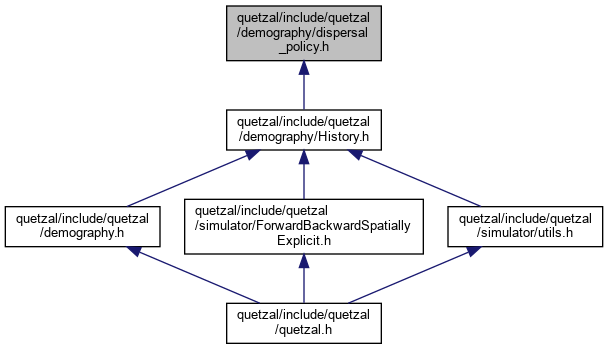 quetzal/include/quetzal
/demography/dispersal
_policy.h
quetzal/include/quetzal
/demography/History.h
quetzal/include/quetzal
/demography.h
quetzal/include/quetzal
/simulator/ForwardBackwardSpatially
Explicit.h
quetzal/include/quetzal
/simulator/utils.h
quetzal/include/quetzal
/quetzal.h